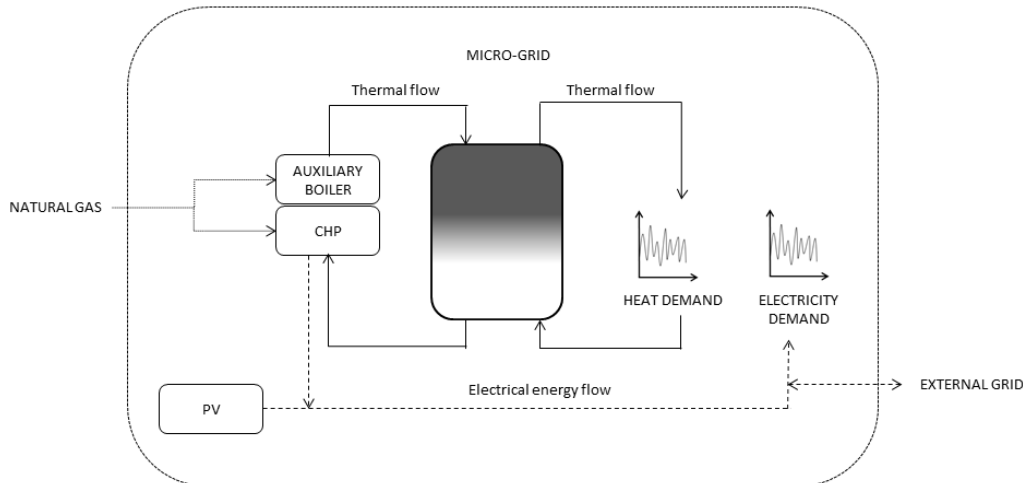 MICRO-GRID
Thermal flow
Thermal flow
AUXILIARY
BOILER
NATURAL GAS
CHP
HEAT DEMAND
ELECTRICITY
DEMAND
Electrical energy flow
EXTERNAL GRID
PV